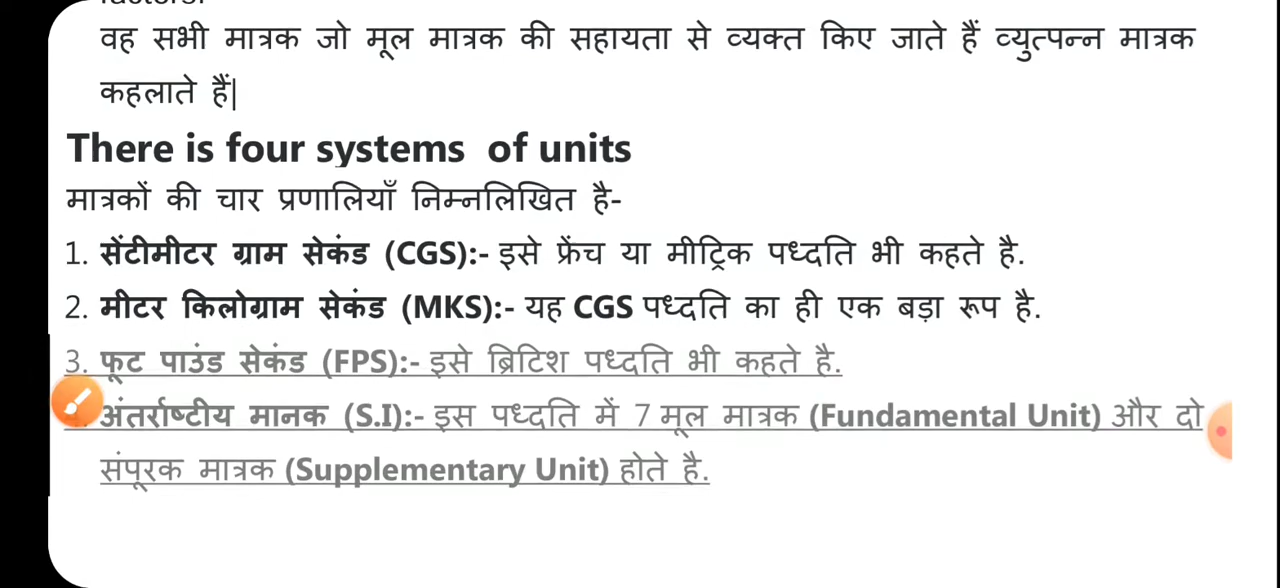 factors.
वह सभी मात्रक जो मूल मात्रक की सहायता से व्यक्त किए जाते हैं व्युत्पन्न मात्रक
कहलाते हैं|
There is four systems of units
मात्रकों की चार प्रणालियाँ निम्नलिखित है-
1. सेंटीमीटर ग्राम सेकंड (CGS):- इसे फ्रेंच या मीट्रिक पध्दति भी कहते है.
2. मीटर किलोग्राम सेकंड (MKS):- यह CGS पध्दति का ही एक बड़ा रूप है.
3. फूट पाउंड सेकंड (FPS):- इसे ब्रिटिश पध्दति भी कहते है.
अंतर्राष्टीय मानक (S.I):- इस पध्दति में 7 मूल मात्रक (Fundamental Unit) और दो
संपूरक मात्रक (Supplementary Unit) होते है.